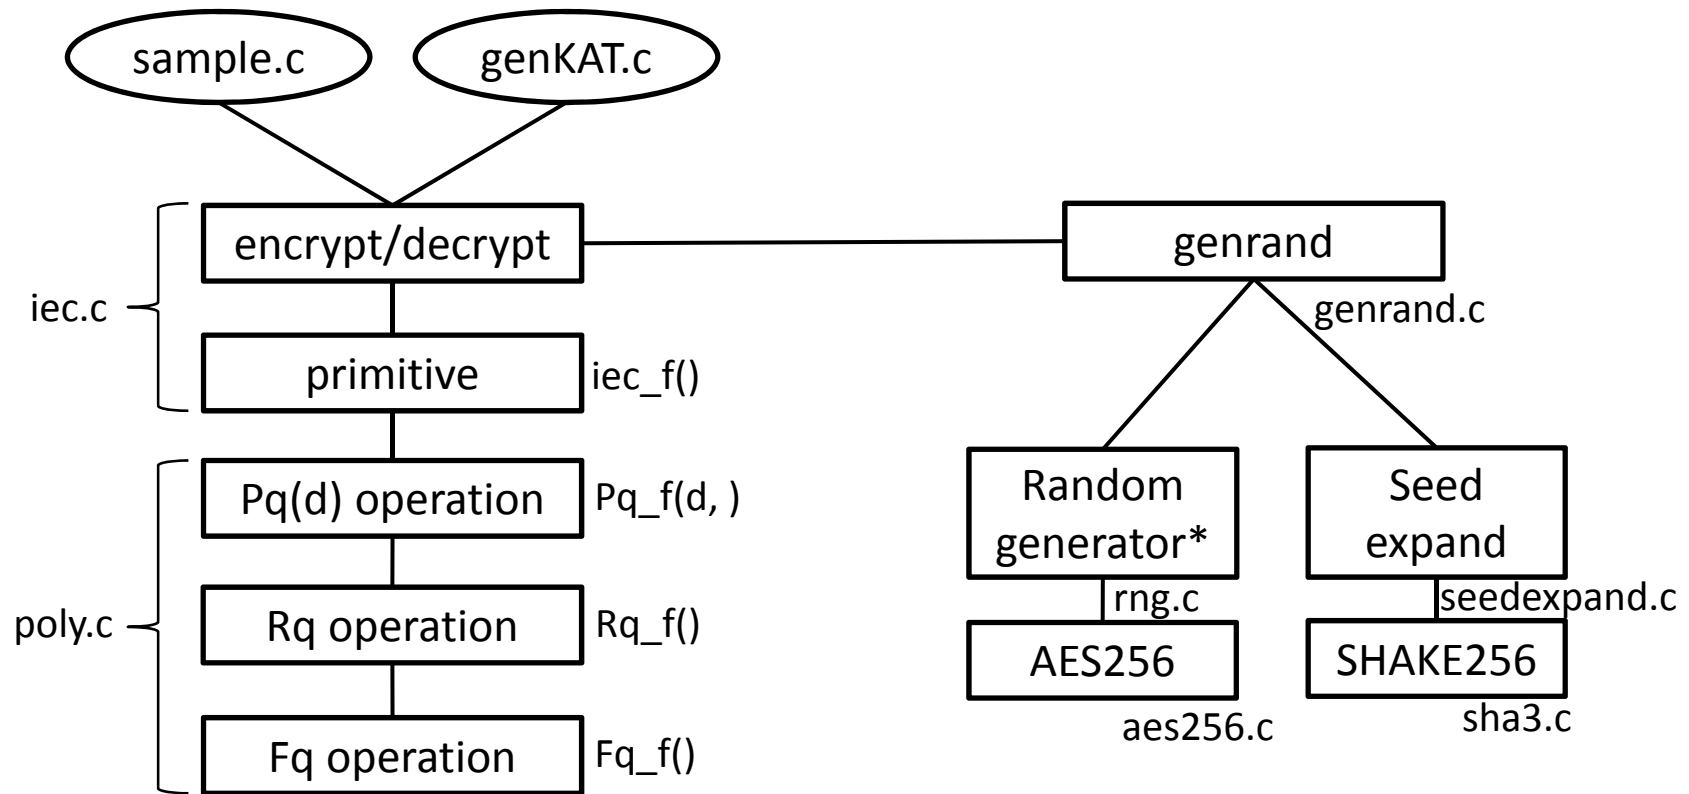 sample.c
genKAT.c
encrypt/decrypt
genrand
iec.c
genrand.c
primitive
iec_f()
Pq(d) operation
Pq_f(d, )
Random
generator*
Seed
expand
rng.c
seedexpand.c
poly.c
Rq operation
Rq_f()
AES256
SHAKE256
aes256.c
sha3.c
Fq operation
Fq_f()